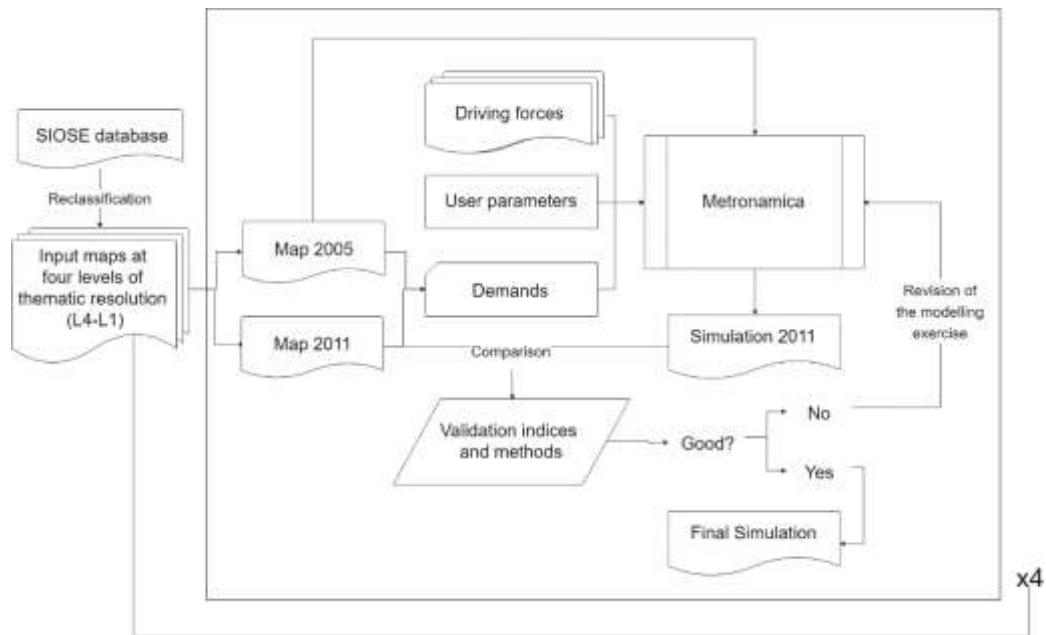 SIOSE database
Reclassification
Input maps at
four levels of
thematic resolution
(L4-L1)
Map 2005
Map 2011
Driving forces
User parameters
Demands
Metronamica
Simulation 2011
Comparison
Validation indices
and methods
Good?
No
Yes
Revision of
the modelling
exercise
Final Simulation
x4